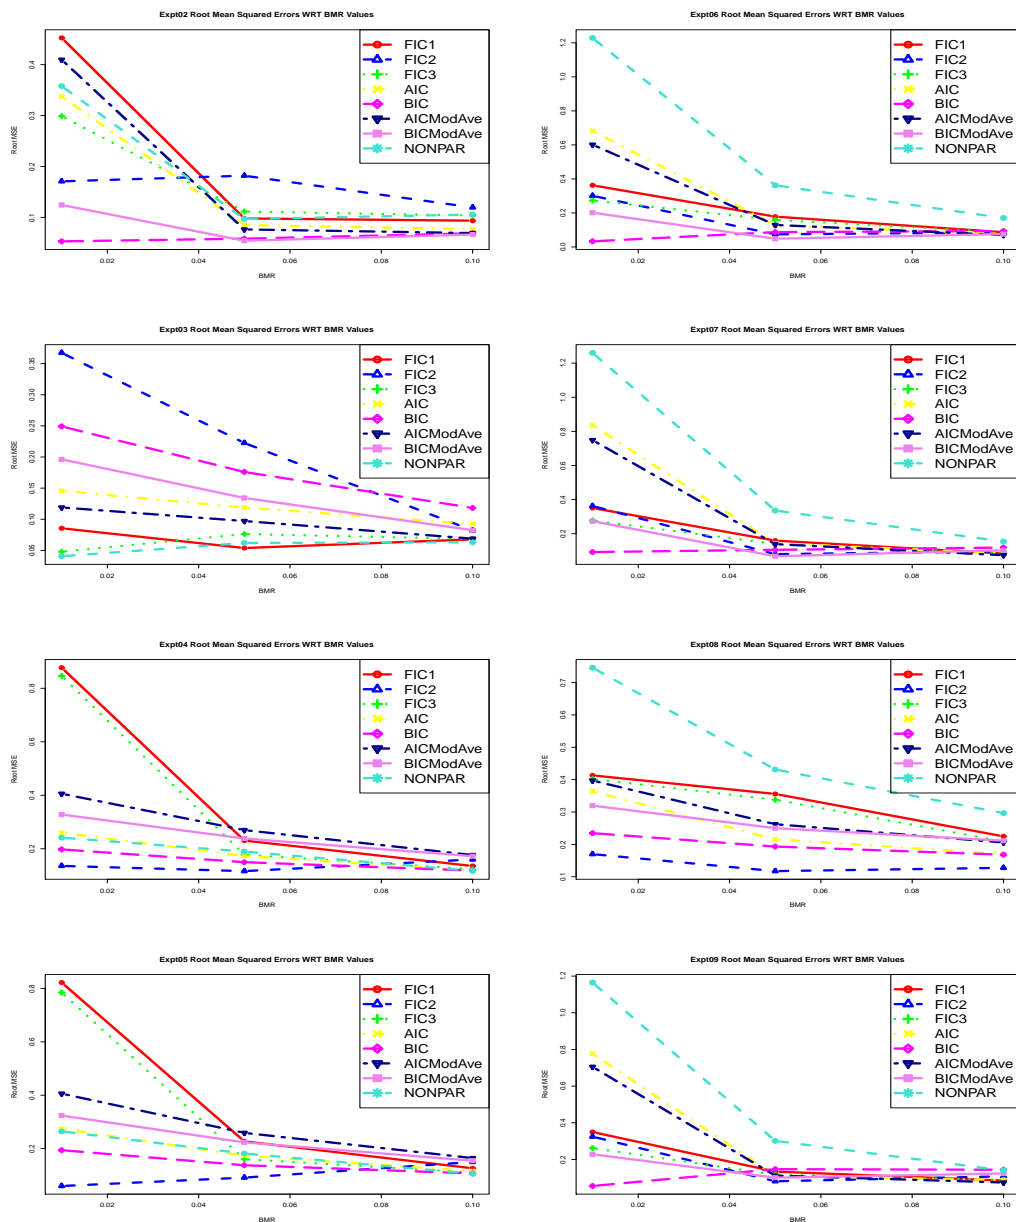 Expt02 Root Mean Squared Errors WRT BMR Values
Root MSE
0.1
0.2
0.3
0.4
0.02
0.04
0.06
0.08
0.10
BMR
FIC1
FIC2
FIC3
AIC
BIC
AICModAve
BICModAve
NONPAR
Expt06 Root Mean Squared Errors WRT BMR Values
Root MSE
0.0
0.2
0.4
0.6
0.8
1.0
1.2
0.02
0.04
0.06
0.08
0.10
BMR
FIC1
FIC2
FIC3
AIC
BIC
AICModAve
BICModAve
NONPAR
Expt03 Root Mean Squared Errors WRT BMR Values
Root MSE
0.05
0.10
0.15
0.20
0.25
0.30
0.35
0.02
0.04
0.06
0.08
0.10
BMR
FIC1
FIC2
FIC3
AIC
BIC
AICModAve
BICModAve
NONPAR
Expt07 Root Mean Squared Errors WRT BMR Values
Root MSE
0.2
0.4
0.6
0.8
1.0
1.2
0.02
0.04
0.06
0.08
0.10
BMR
FIC1
FIC2
FIC3
AIC
BIC
AICModAve
BICModAve
NONPAR
Expt04 Root Mean Squared Errors WRT BMR Values
Root MSE
0.2
0.4
0.6
0.8
0.02
0.04
0.06
0.08
0.10
BMR
FIC1
FIC2
FIC3
AIC
BIC
AICModAve
BICModAve
NONPAR
Expt08 Root Mean Squared Errors WRT BMR Values
Root MSE
0.1
0.2
0.3
0.4
0.5
0.6
0.7
0.02
0.04
0.06
0.08
0.10
BMR
FIC1
FIC2
FIC3
AIC
BIC
AICModAve
BICModAve
NONPAR
Expt05 Root Mean Squared Errors WRT BMR Values
Root MSE
0.2
0.4
0.6
0.8
0.02
0.04
0.06
0.08
0.10
BMR
FIC1
FIC2
FIC3
AIC
BIC
AICModAve
BICModAve
NONPAR
Expt09 Root Mean Squared Errors WRT BMR Values
Root MSE
0.2
0.4
0.6
0.8
1.0
1.2
0.02
0.04
0.06
0.08
0.10
BMR
FIC1
FIC2
FIC3
AIC
BIC
AICModAve
BICModAve
NONPAR